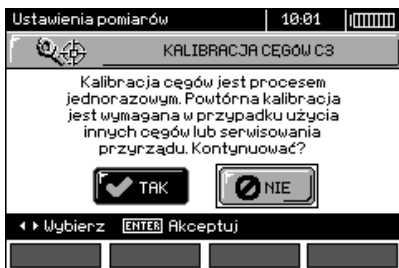 Ustawienia pomiarów 10:01
KALIBRACJA CĘGÓW C3
Kalibracja cęgów jest procesem
jednorazowym. Powtórna kalibracja
jest wymagana w przypadku użycia
innych cęgów lub serwisowania
przyrządu. Kontynuować?
TAK NIE
Wybierz ENTER Akceptuj